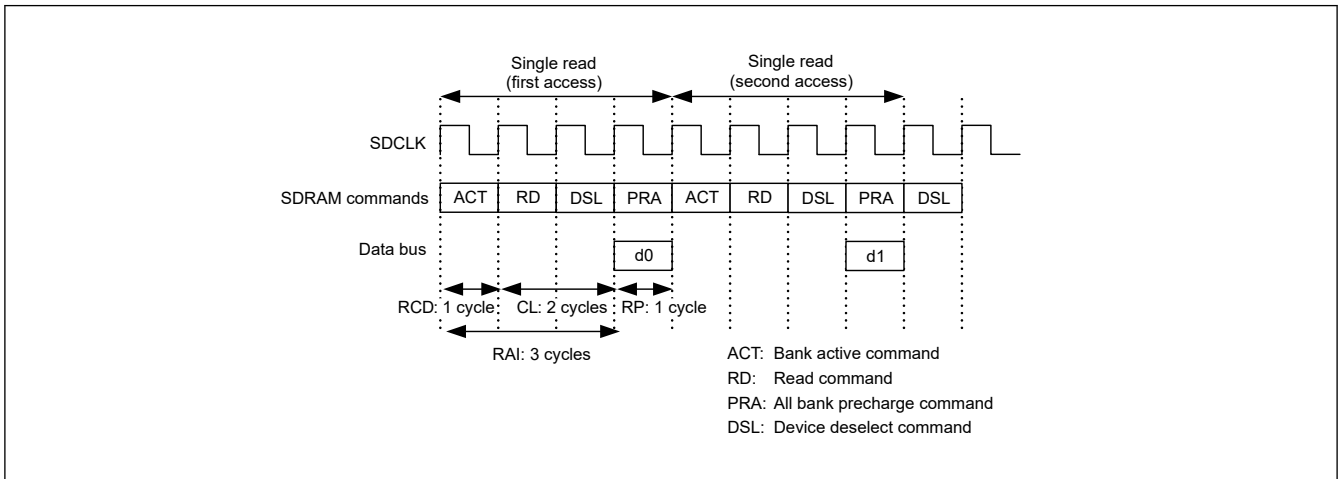 Single read
(first access)
Single read
(second access)
SDCLK
SDRAM commands
ACT RD DSL PRA ACT RD DSL PRA DSL
Data bus
d0 d1
RCD: 1 cycle CL: 2 cycles RP: 1 cycle
RAI: 3 cycles
ACT: Bank active command
RD: Read command
PRA: All bank precharge command
DSL: Device deselect command